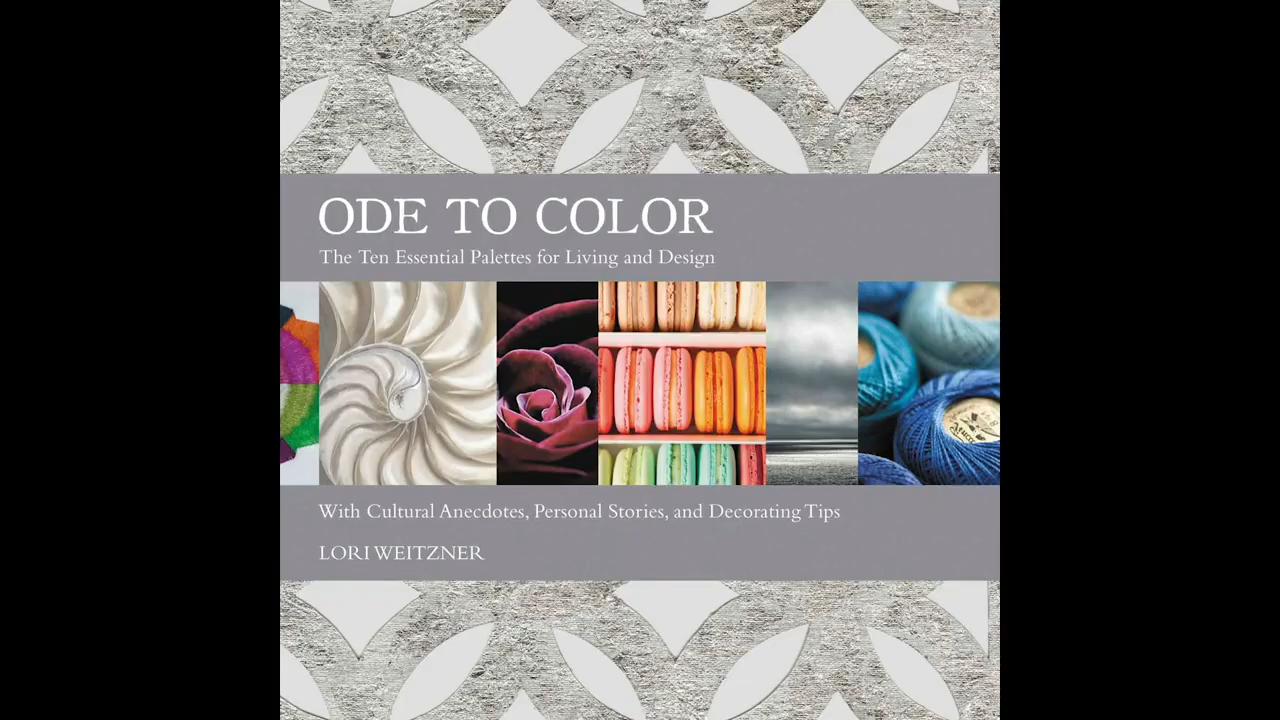 ODE TO COLOR
The Ten Essential Palettes for Living and Design
With Cultural Anecdotes, Personal Stories, and Decorating Tips
LORI WEITZNER